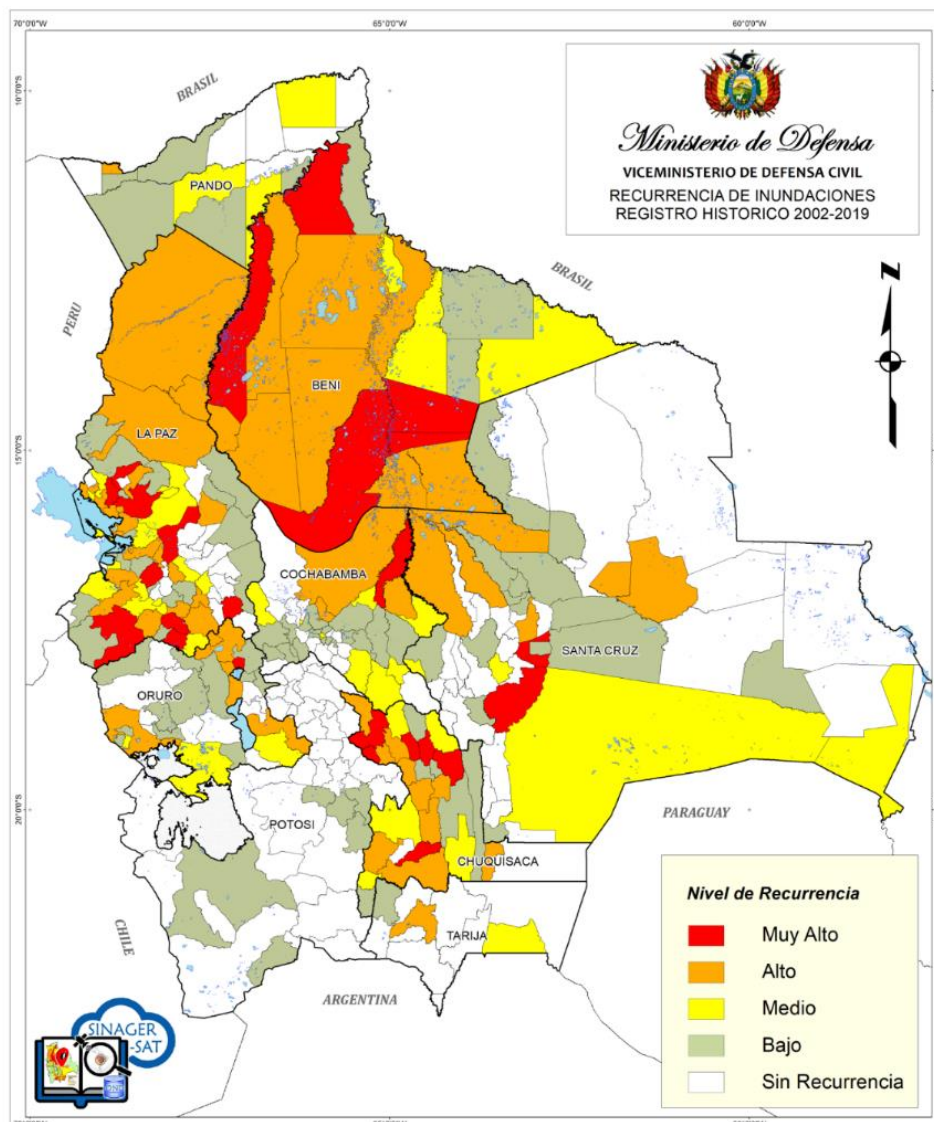 70°0'0"W
65°0'0"W
60°0'0"W
10°0'0"S
15°0'0"S
20°0'0"S
Ministerio de Defensa
VICEMINISTERIO DE DEFENSA CIVIL
RECURRENCIA DE INUNDACIONES
REGISTRO HISTORICO 2002-2019
N
BRASIL
PANDO
BRASIL
PERU
BENI
LA PAZ
COCHABAMBA
SANTA CRUZ
ORURO
POTOSI
PARAGUAY
CHUQUISACA
TARIJA
CHILE
ARGENTINA
Nivel de Recurrencia
Muy Alto
Alto
Medio
Bajo
Sin Recurrencia
SINAGER
-SAT